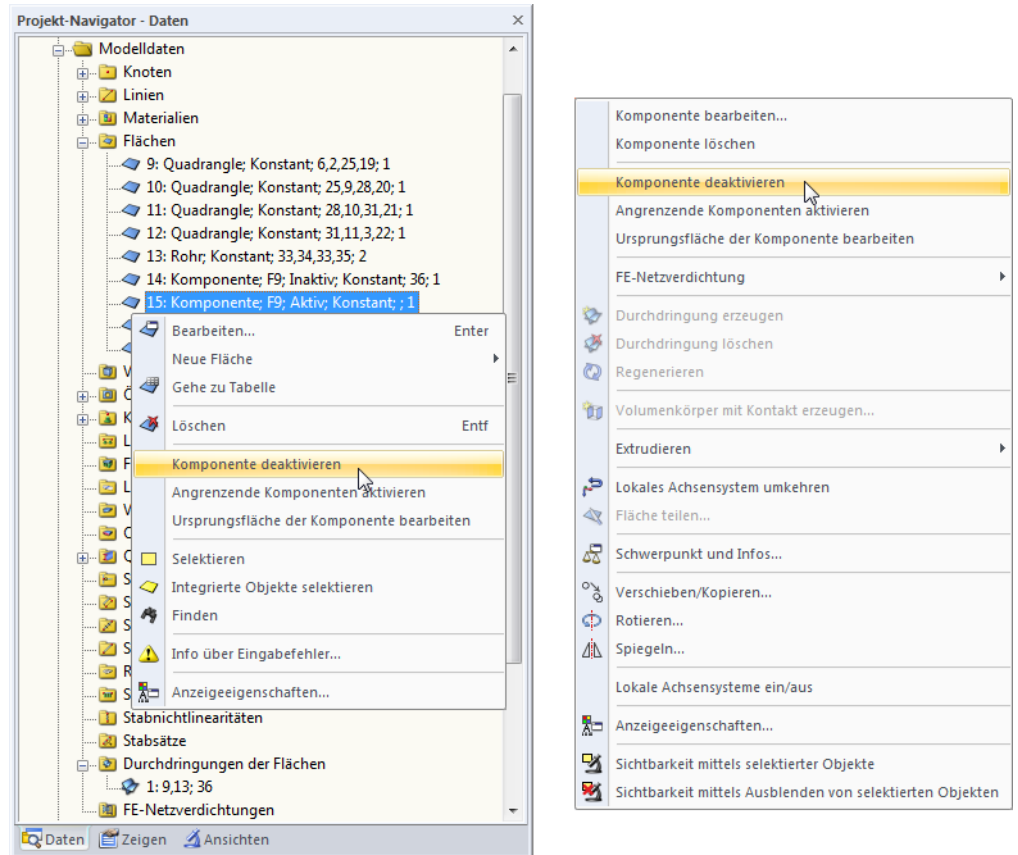 Projekt-Navigator - Daten
Modelldaten
Knoten
Linien
Materialien
Flächen
9: Quadrangle; Konstant; 6,2,25,19; 1
10: Quadrangle; Konstant; 25,9,28,20; 1
11: Quadrangle; Konstant; 28,10,31,21; 1
12: Quadrangle; Konstant; 31,11,3,22; 1
13: Rohr; Konstant; 33,34,33,35; 2
14: Komponente; F9; Inaktiv; Konstant; 36; 1
15: Komponente; F9; Aktiv; Konstant; ; 1
Bearbeiten... Enter
Neue Fläche
Gehe zu Tabelle
Löschen Entf
Komponente deaktivieren
Angrenzende Komponenten aktivieren
Ursprungsfläche der Komponente bearbeiten
Selektieren
Integrierte Objekte selektieren
Finden
Info über Eingabefehler...
Anzeigeeigenschaften...
V
Ö
K
L
F
L
V
O
Q
S
S
S
S
R
S
Stabnichtlinearitäten
Stabsätze
Durchdringungen der Flächen
1: 9,13; 36
FE-Netzverdichtungen
Daten Zeigen Ansichten
Komponente bearbeiten...
Komponente löschen
Komponente deaktivieren
Angrenzende Komponenten aktivieren
Ursprungsfläche der Komponente bearbeiten
FE-Netzverdichtung
Durchdringung erzeugen
Durchdringung löschen
Regenerieren
Volumenkörper mit Kontakt erzeugen...
Extrudieren
Lokales Achsensystem umkehren
Fläche teilen...
Schwerpunkt und Infos...
Verschieben/Kopieren...
Rotieren...
Spiegeln...
Lokale Achsensysteme ein/aus
Anzeigeeigenschaften...
Sichtbarkeit mittels selektierter Objekte
Sichtbarkeit mittels Ausblenden von selektierten Objekten